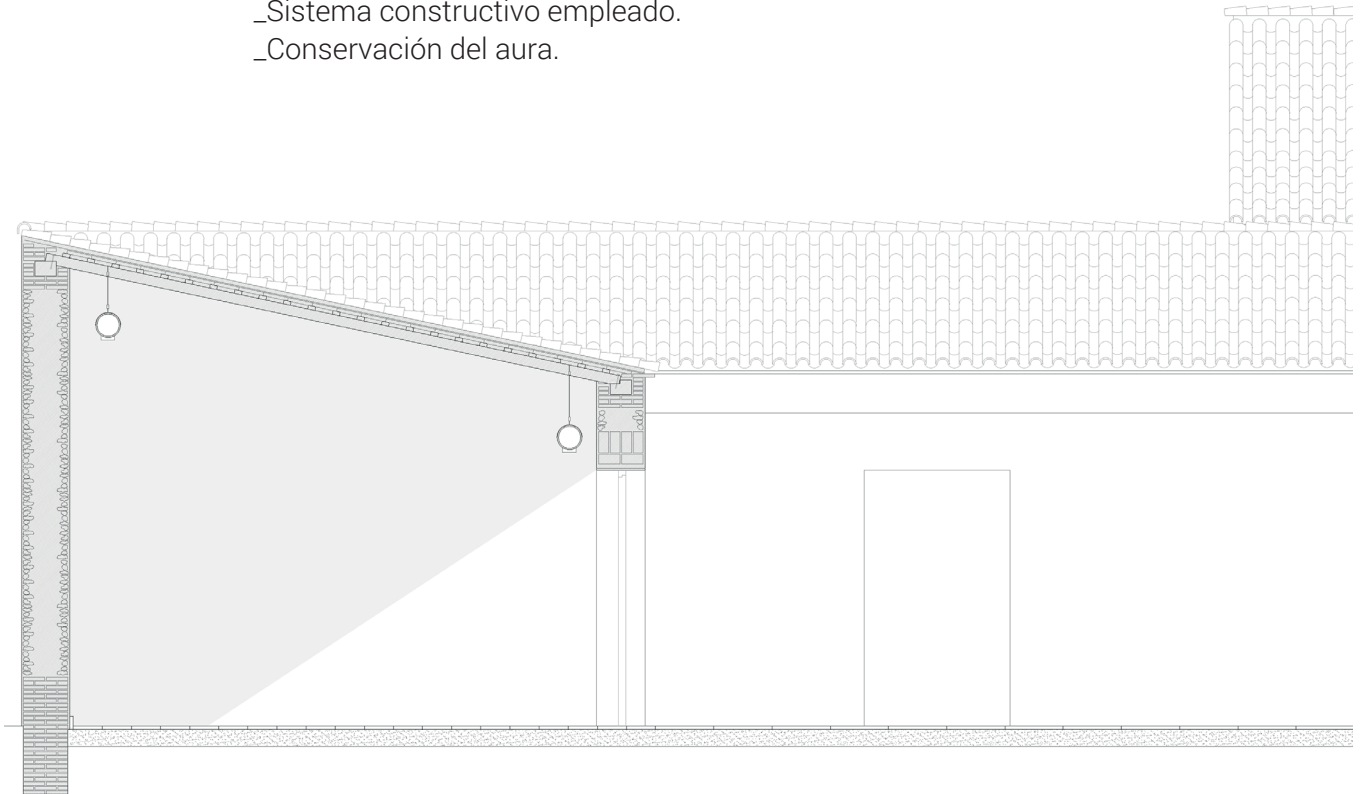 _Sistema constructivo empleado.
_Conservación del aura.